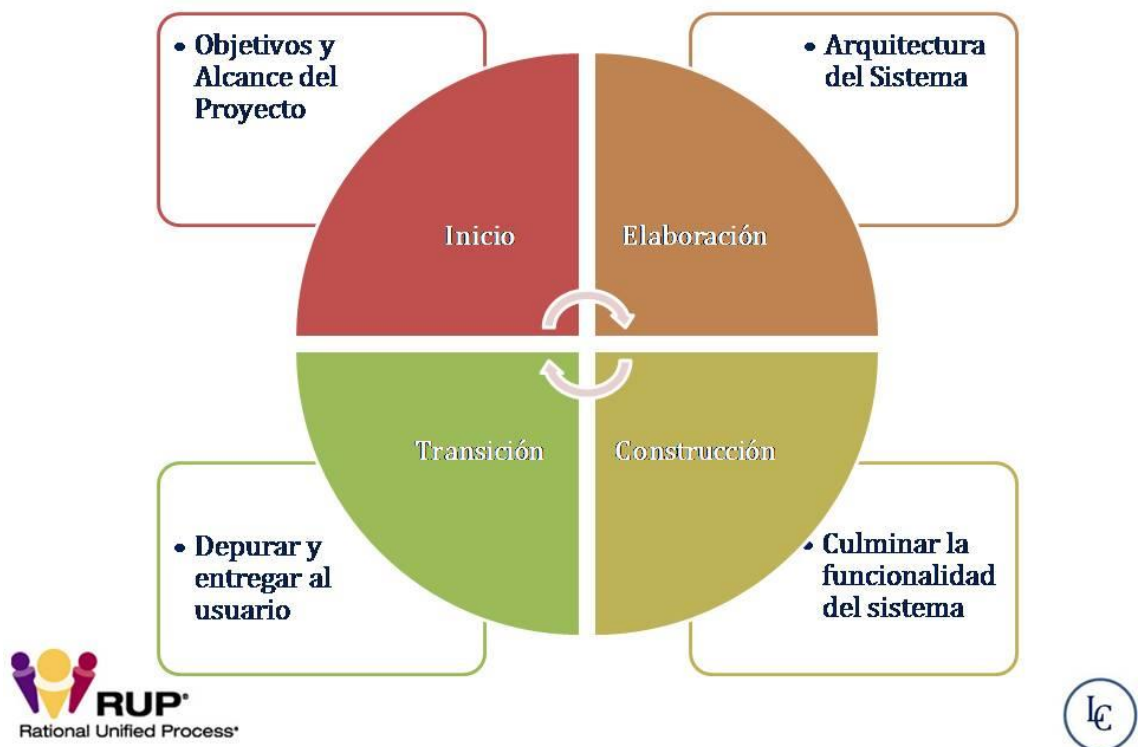 • Objetivos y
Alcance del
Proyecto
• Arquitectura
del Sistema
Inicio
Elaboración
Transición
Construcción
• Depurar y
entregar al
usuario
• Culminar la
funcionalidad
del sistema
RUP®
Rational Unified Process®
LC